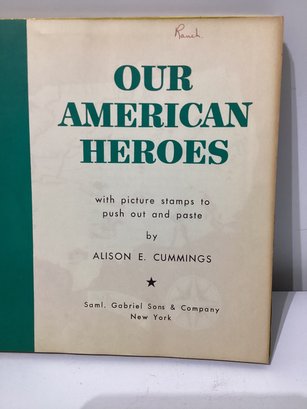 Ranch.
OUR
AMERICAN
HEROES
with picture stamps to
push out and paste
by
ALISON E. CUMMINGS
Saml. Gabriel Sons & Company
New York